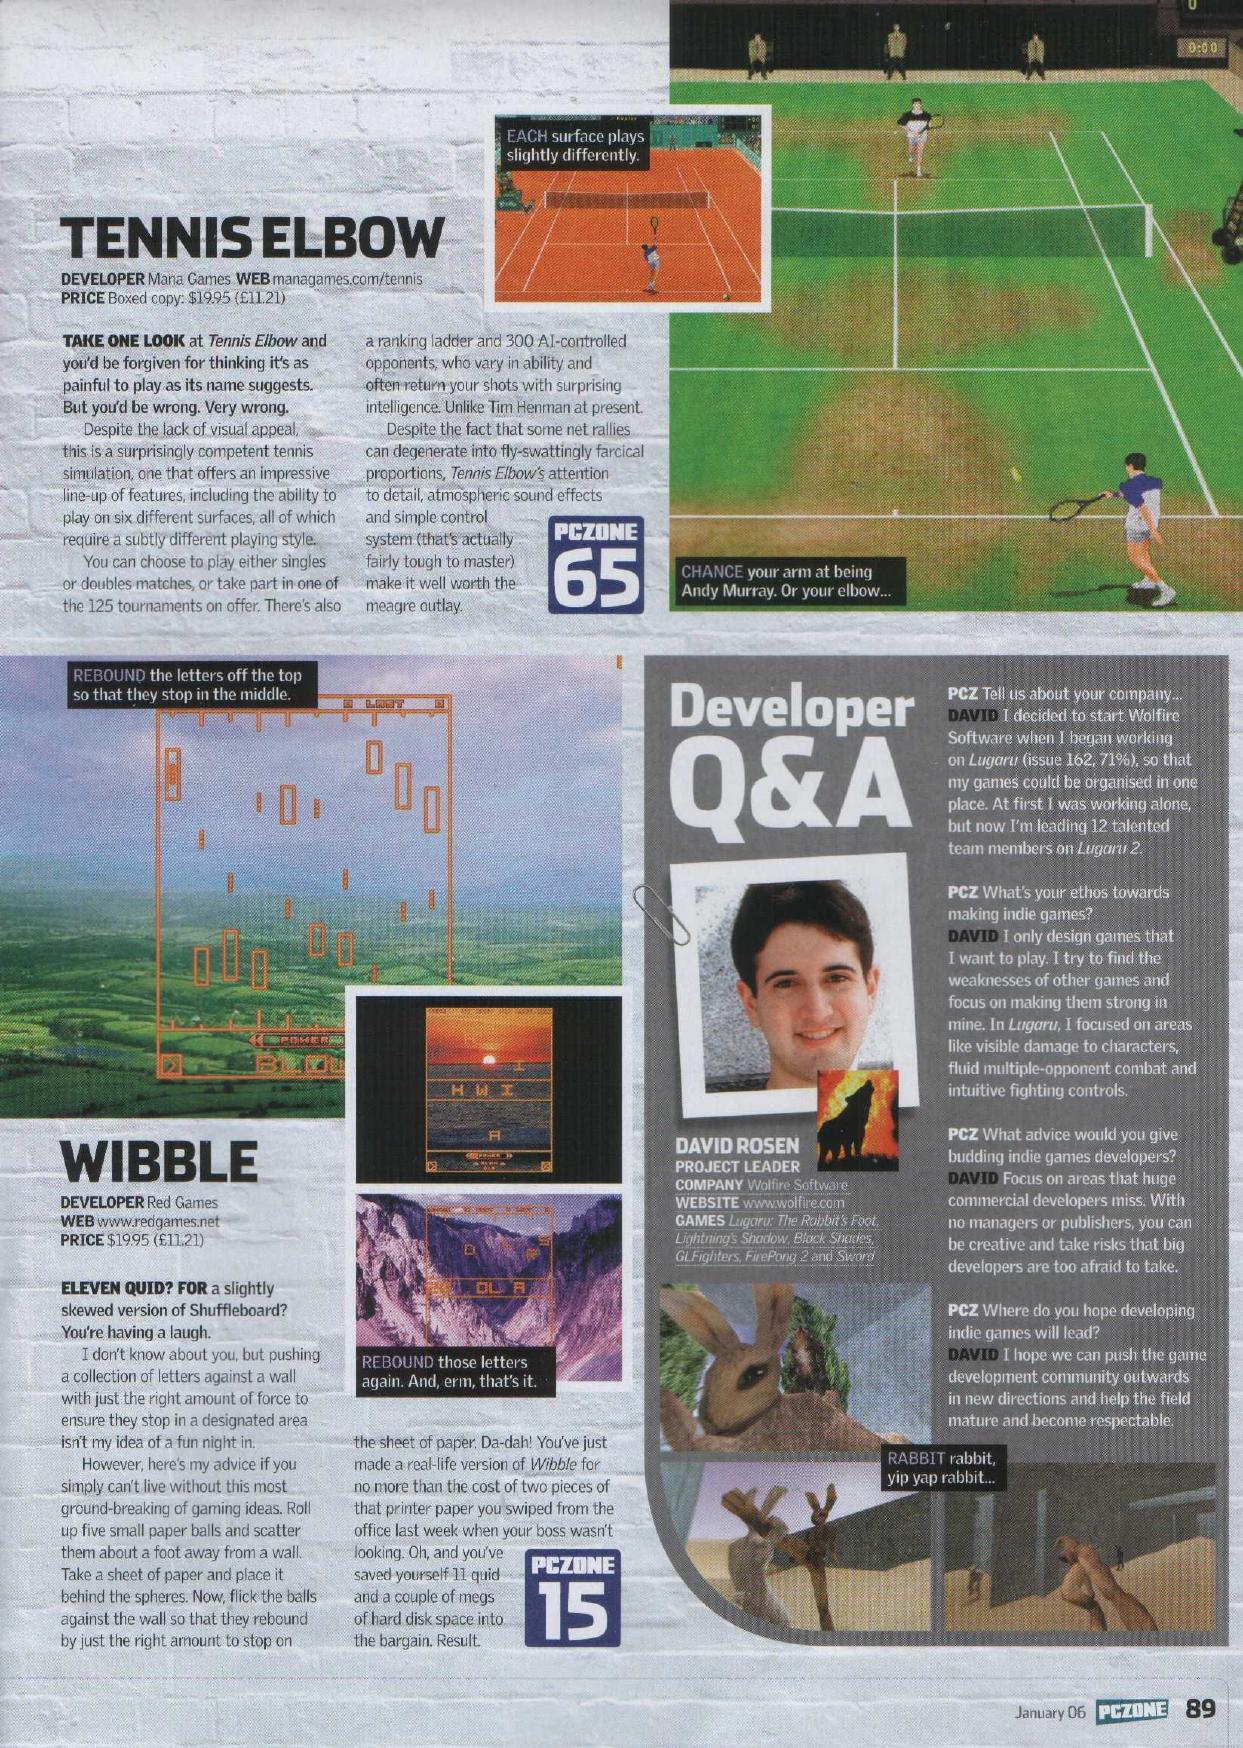 0
0:00
EACH surface plays
slightly differently.
TENNIS ELBOW
DEVELOPER Mana Games WEB managames.com/tennis
PRICE Boxed copy: $19.95 (£11.21)
TAKE ONE LOOK at Tennis Elbow and
you'd be forgiven for thinking it's as
painful to play as its name suggests.
But you'd be wrong. Very wrong.
Despite the lack of visual appeal,
this is a surprisingly competent tennis
simulation, one that offers an impressive
line-up of features, including the ability to
play on six different surfaces, all of which
require a subtly different playing style.
You can choose to play either singles
or doubles matches, or take part in one of
the 125 tournaments on offer. There's also
a ranking ladder and 300 AI-controlled
opponents, who vary in ability and
often return your shots with surprising
intelligence. Unlike Tim Henman at present.
Despite the fact that some net rallies
can degenerate into fly-swattingly farcical
proportions, Tennis Elbow's attention
to detail, atmospheric sound effects
and simple control
system (that's actually
fairly tough to master)
make it well worth the
meagre outlay.
PCZONE
65
CHANCE your arm at being
Andy Murray. Or your elbow...
REBOUND the letters off the top
so that they stop in the middle.
0 LAST 0
POWER
BLOW
H W I
I
A
POWER
OL A
REBOUND those letters
again. And, erm, that's it.
WIBBLE
DEVELOPER Red Games
WEB www.redgames.net
PRICE $19.95 (£11.21)
ELEVEN QUID? FOR a slightly
skewed version of Shuffleboard?
You're having a laugh.
I don't know about you, but pushing
a collection of letters against a wall
with just the right amount of force to
ensure they stop in a designated area
isn't my idea of a fun night in.
However, here's my advice if you
simply can't live without this most
ground-breaking of gaming ideas. Roll
up five small paper balls and scatter
them about a foot away from a wall.
Take a sheet of paper and place it
behind the spheres. Now, flick the balls
against the wall so that they rebound
by just the right amount to stop on
the sheet of paper. Da-dah! You've just
made a real-life version of Wibble for
no more than the cost of two pieces of
that printer paper you swiped from the
office last week when your boss wasn't
looking. Oh, and you've
saved yourself 11 quid
and a couple of megs
of hard disk space into
the bargain. Result.
PCZONE
15
Developer
Q&A
DAVID ROSEN
PROJECT LEADER
COMPANY Wolfire Software
WEBSITE www.wolfire.com
GAMES Lugaru: The Rabbit's Foot,
Lightning's Shadow, Black Shades,
GLFighters, FirePong 2 and Sword
PCZ Tell us about your company...
DAVID I decided to start Wolfire
Software when I began working
on Lugaru (issue 162, 71%), so that
my games could be organised in one
place. At first I was working alone,
but now I'm leading 12 talented
team members on Lugaru 2.
PCZ What's your ethos towards
making indie games?
DAVID I only design games that
I want to play. I try to find the
weaknesses of other games and
focus on making them strong in
mine. In Lugaru, I focused on areas
like visible damage to characters,
fluid multiple-opponent combat and
intuitive fighting controls.
PCZ What advice would you give
budding indie games developers?
DAVID Focus on areas that huge
commercial developers miss. With
no managers or publishers, you can
be creative and take risks that big
developers are too afraid to take.
PCZ Where do you hope developing
indie games will lead?
DAVID I hope we can push the game
development community outwards
in new directions and help the field
mature and become respectable.
RABBIT rabbit,
yip yap rabbit...
January 06 PCZONE 89